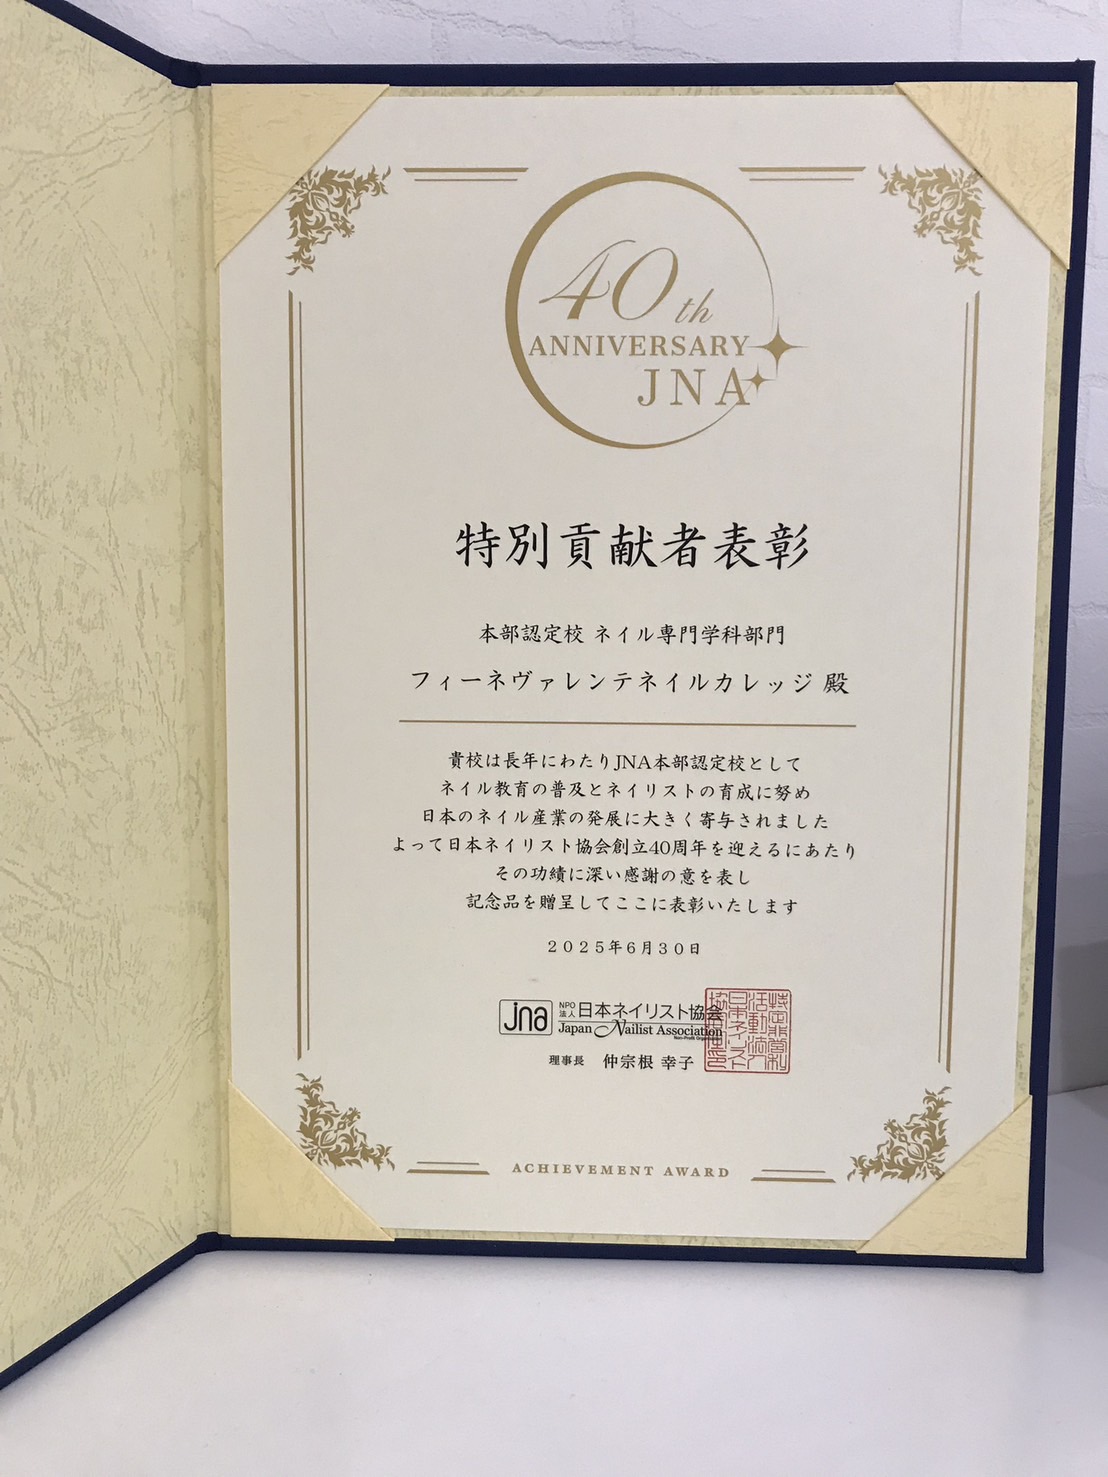 40th
ANNIVERSARY
JNA
特別貢献者表彰
本部認定校 ネイル専門学科部門
フィーネヴァレンテネイルカレッジ 殿
貴校は長年にわたりJNA本部認定校として
ネイル教育の普及とネイリストの育成に努め
日本のネイル産業の発展に大きく寄与されました
よって日本ネイリスト協会創立40周年を迎えるにあたり
その功績に深い感謝の意を表し
記念品を贈呈してここに表彰いたします
2025年6月30日
jna NPO法人 日本ネイリスト協会
Japan Nailist Association
Non-Profit Organization
理事長 仲宗根 幸子
ACHIEVEMENT AWARD